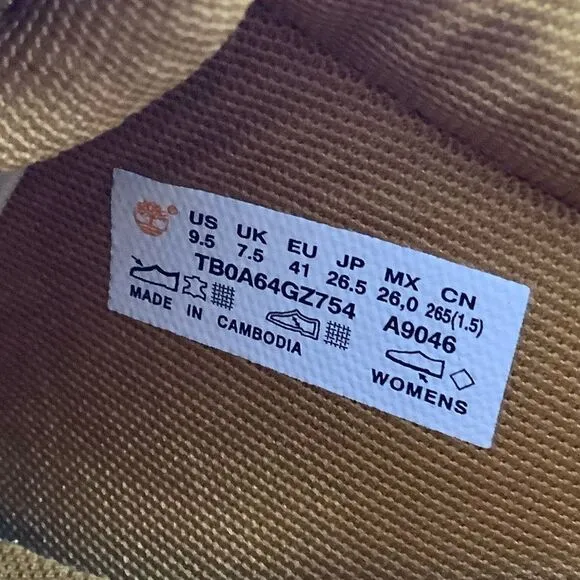 US UK EU JP MX CN
9.5 7.5 41 26.5 26,0 265(1.5)
TB0A64GZ754 A9046
MADE IN CAMBODIA
WOMENS